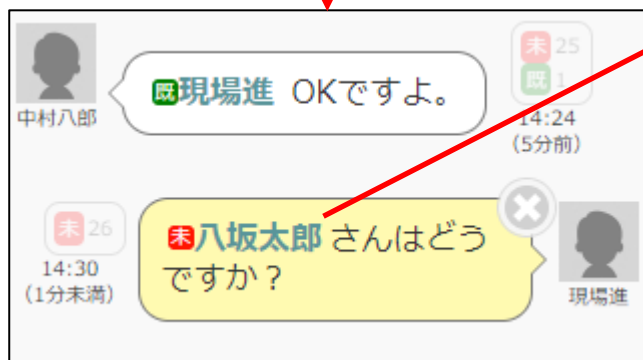 未 25
既 1
既現場進 OKですよ。
中村八郎
14:24
(5分前)
未 26
未八坂太郎 さんはどう
ですか？
14:30
(1分未満)
現場進